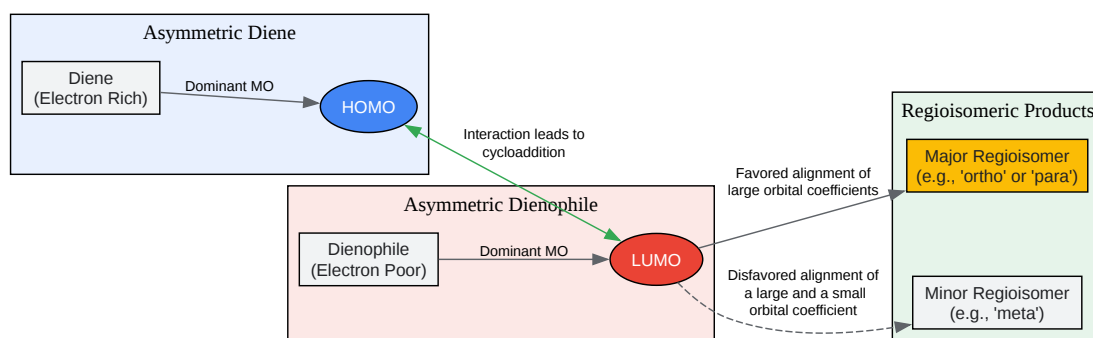 Asymmetric Diene
Diene
(Electron Rich)
Dominant MO
HOMO
Interaction leads to
cycloaddition
Asymmetric Dienophile
Dienophile
(Electron Poor)
Dominant MO
LUMO
Favored alignment of
large orbital coefficients
Disfavored alignment of
a large and a small
orbital coefficient
Regioisomeric Products
Major Regioisomer
(e.g., 'ortho' or 'para')
Minor Regioisomer
(e.g., 'meta')